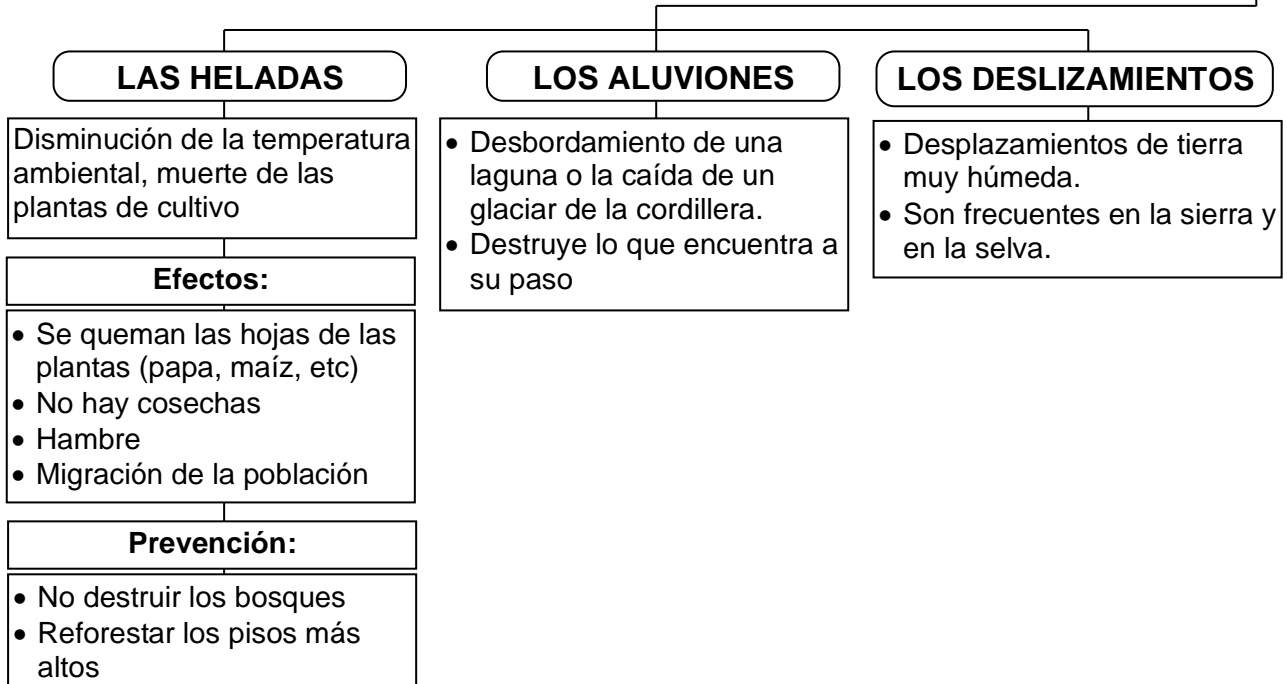 LAS HELADAS
Disminución de la temperatura
ambiental, muerte de las
plantas de cultivo
Efectos:
• Se queman las hojas de las
plantas (papa, maíz, etc)
• No hay cosechas
• Hambre
• Migración de la población
Prevención:
• No destruir los bosques
• Reforestar los pisos más
altos
LOS ALUVIONES
• Desbordamiento de una
laguna o la caída de un
glaciar de la cordillera.
• Destruye lo que encuentra a
su paso
LOS DESLIZAMIENTOS
• Desplazamientos de tierra
muy húmeda.
• Son frecuentes en la sierra y
en la selva.